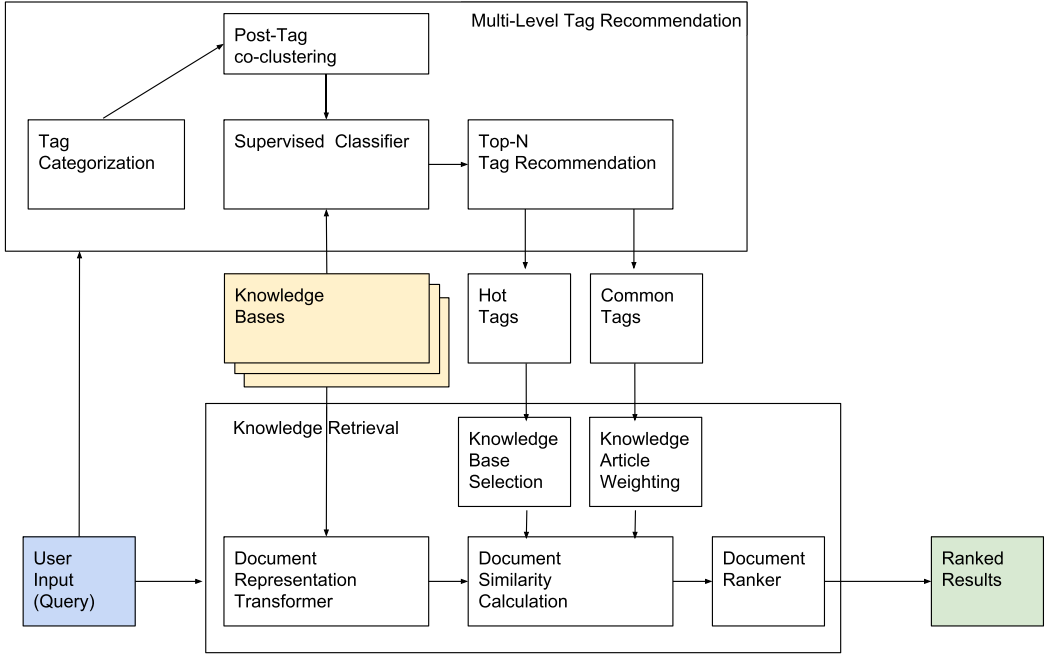 Multi-Level Tag Recommendation
Post-Tag
co-clustering
Tag
Categorization
Supervised Classifier
Top-N
Tag Recommendation
Knowledge
Bases
Hot
Tags
Common
Tags
Knowledge Retrieval
Knowledge
Base
Selection
Knowledge
Article
Weighting
User
Input
(Query)
Document
Representation
Transformer
Document
Similarity
Calculation
Document
Ranker
Ranked
Results